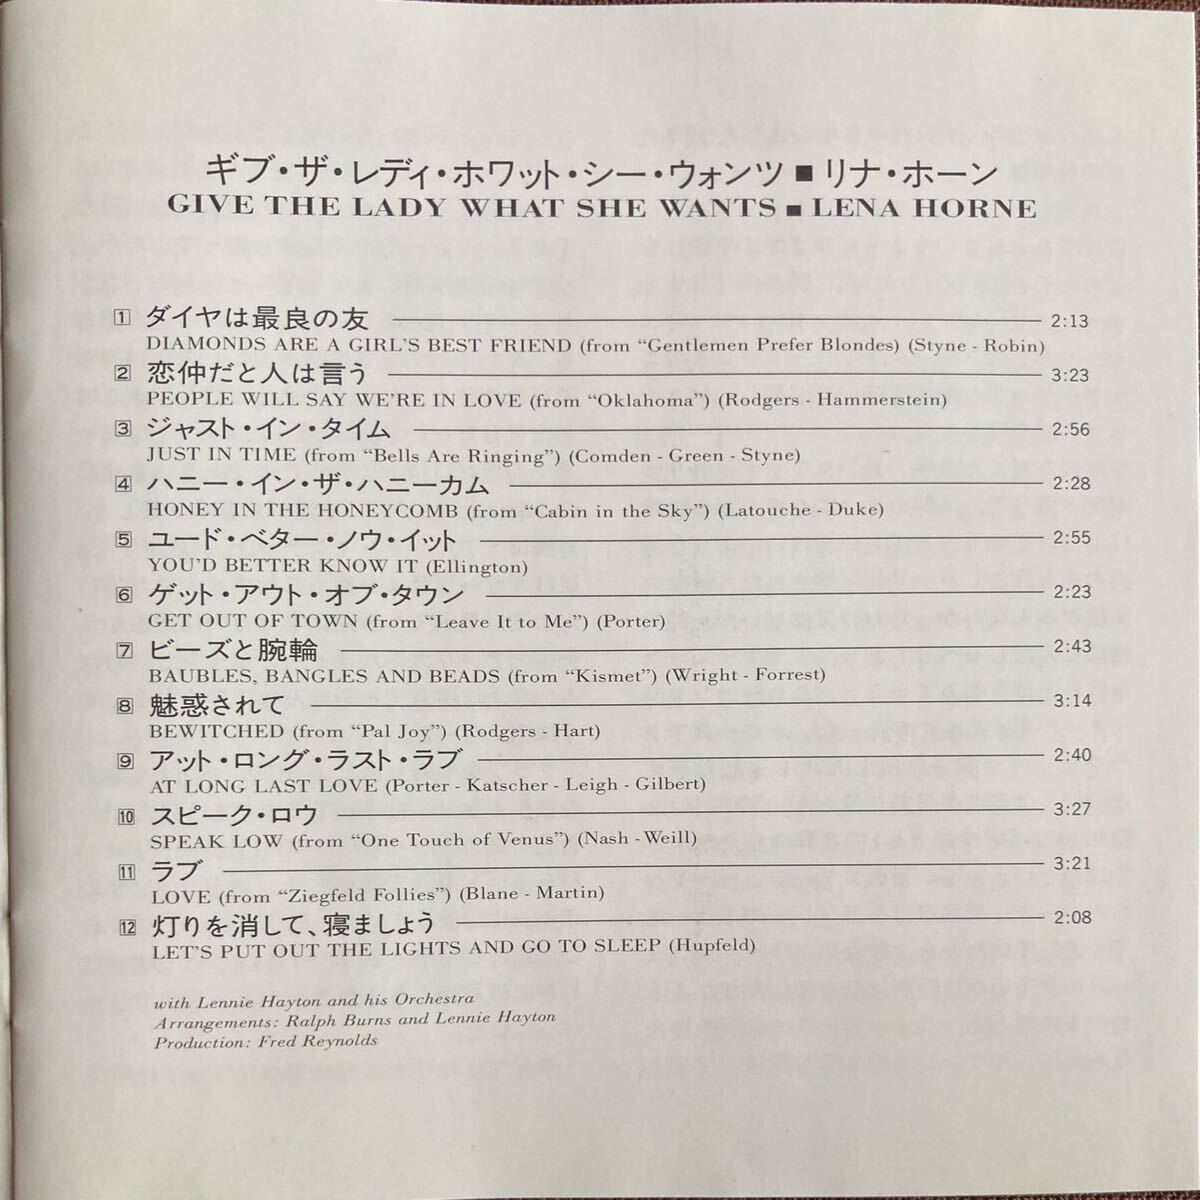 ギブ・ザ・レディ・ホワット・シー・ウォンツ■リナ・ホーン
GIVE THE LADY WHAT SHE WANTS ■ LENA HORNE
1 ダイヤは最良の友 2:13
DIAMONDS ARE A GIRL'S BEST FRIEND (from “Gentlemen Prefer Blondes) (Styne - Robin)
2 恋仲だと人は言う 3:23
PEOPLE WILL SAY WE'RE IN LOVE (from “Oklahoma”) (Rodgers - Hammerstein)
3 ジャスト・イン・タイム 2:56
JUST IN TIME (from “Bells Are Ringing”) (Comden - Green - Styne)
4 ハニー・イン・ザ・ハニーカム 2:28
HONEY IN THE HONEYCOMB (from “Cabin in the Sky”) (Latouche - Duke)
5 ユード・ベター・ノウ・イット 2:55
YOU'D BETTER KNOW IT (Ellington)
6 ゲット・アウト・オブ・タウン 2:23
GET OUT OF TOWN (from “Leave It to Me”) (Porter)
7 ビーズと腕輪 2:43
BAUBLES, BANGLES AND BEADS (from “Kismet”) (Wright - Forrest)
8 魅惑されて 3:14
BEWITCHED (from “Pal Joy”) (Rodgers - Hart)
9 アット・ロング・ラスト・ラブ 2:40
AT LONG LAST LOVE (Porter - Katscher - Leigh - Gilbert)
10 スピーク・ロウ 3:27
SPEAK LOW (from “One Touch of Venus”) (Nash - Weill)
11 ラブ 3:21
LOVE (from “Ziegfeld Follies”) (Blane - Martin)
12 灯りを消して、寝ましょう 2:08
LET'S PUT OUT THE LIGHTS AND GO TO SLEEP (Hupfeld)
with Lennie Hayton and his Orchestra
Arrangements: Ralph Burns and Lennie Hayton
Production: Fred Reynolds